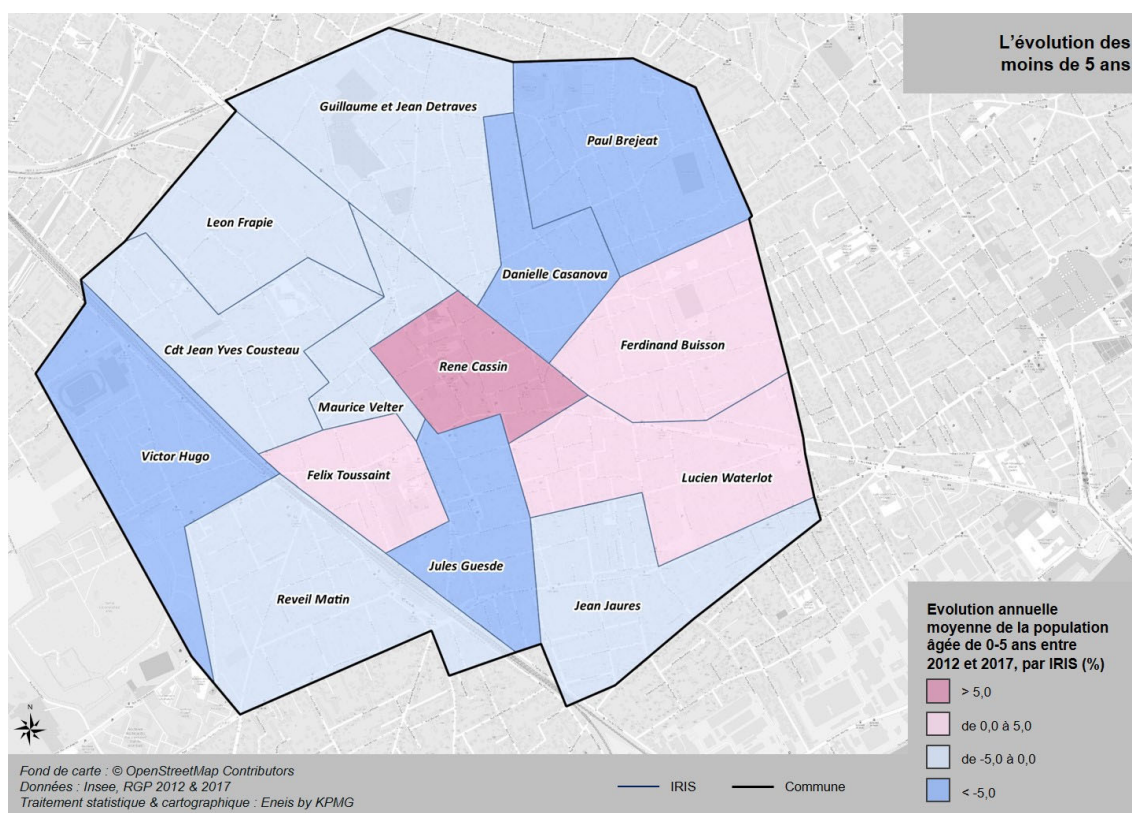 L'évolution des
moins de 5 ans
Guillaume et Jean Detraves
Paul Brejeat
Leon Frapie
Danielle Casanova
Ferdinand Buisson
Cdt Jean Yves Cousteau
Rene Cassin
Maurice Velter
Victor Hugo
Felix Toussaint
Lucien Waterlot
Jules Guesde
Reveil Matin
Jean Jaures
Evolution annuelle
moyenne de la population
âgée de 0-5 ans entre
2012 et 2017, par IRIS (%)
> 5,0
de 0,0 à 5,0
de -5,0 à 0,0
< -5,0
N
Fond de carte : © OpenStreetMap Contributors
Données : Insee, RGP 2012 & 2017
Traitement statistique & cartographique : Eneis by KPMG
IRIS
Commune